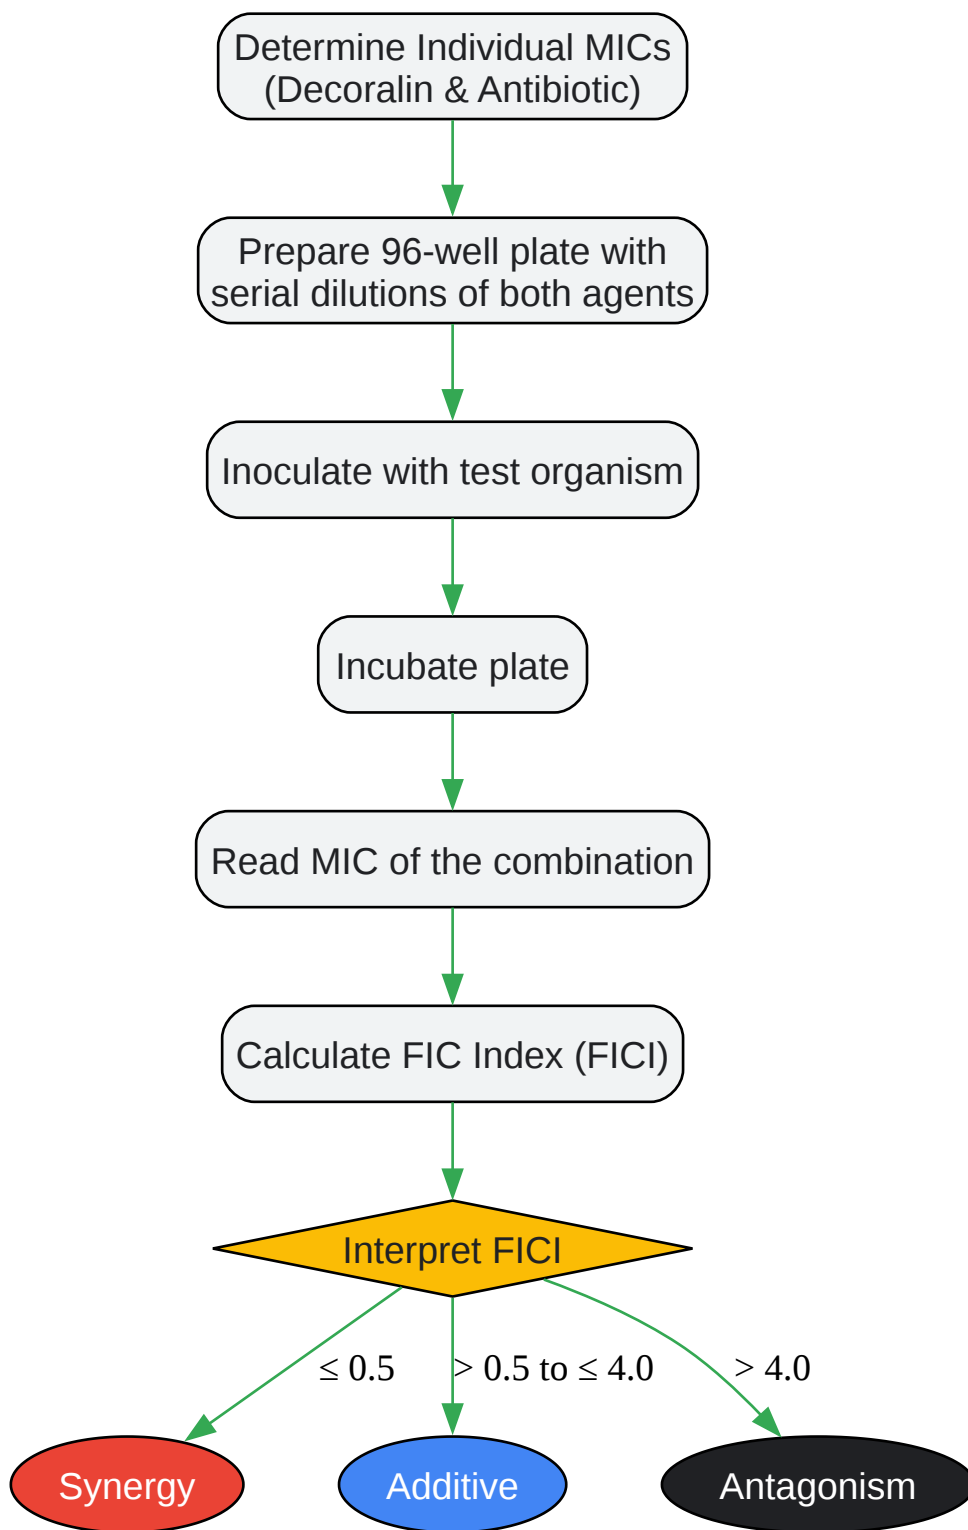 Determine Individual MICs
(Decoralin & Antibiotic)
Prepare 96-well plate with
serial dilutions of both agents
Inoculate with test organism
Incubate plate
Read MIC of the combination
Calculate FIC Index (FICI)
Interpret FICI
≤ 0.5
> 0.5 to ≤ 4.0
> 4.0
Synergy
Additive
Antagonism